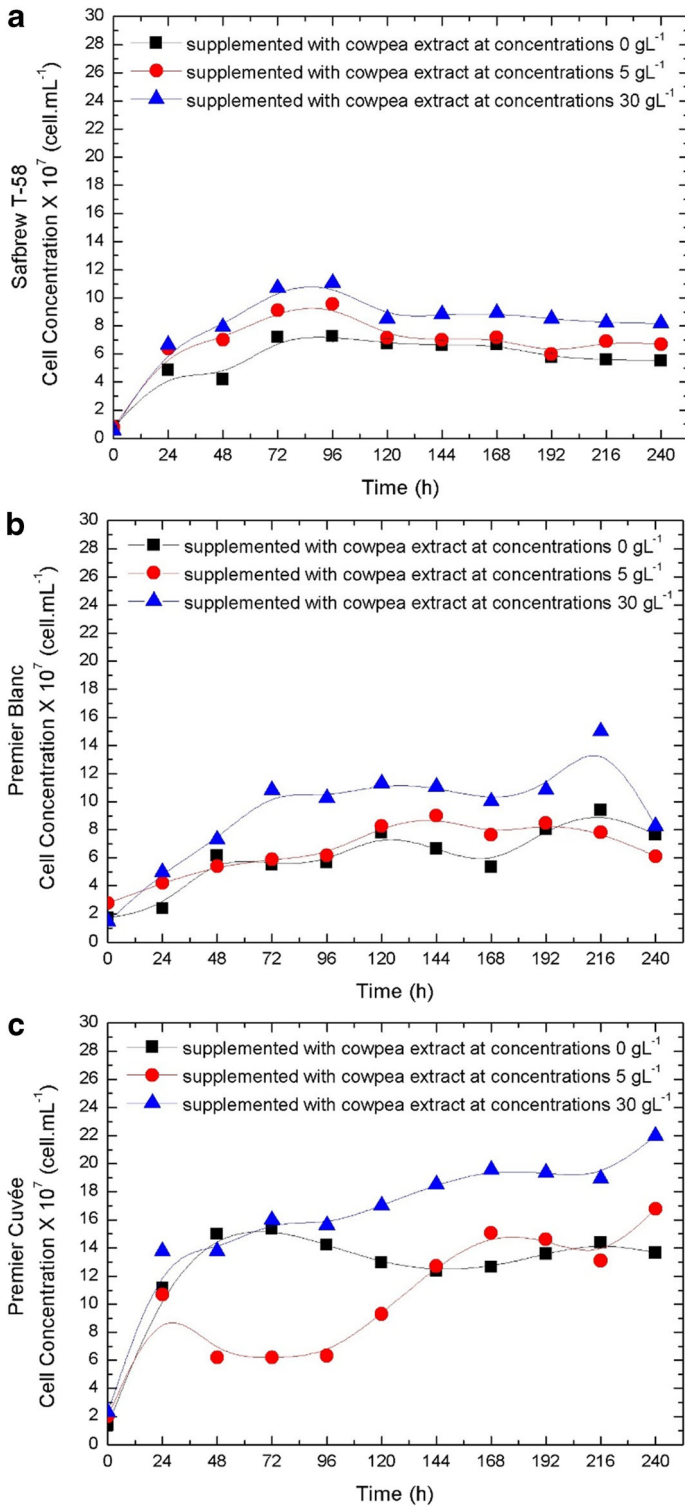 a
30
28
26
24
22
20
18
16
14
12
10
8
6
4
2
0
Safbrew T-58
Cell Concentration X 10⁷ (cell.mL⁻¹)
supplemented with cowpea extract at concentrations 0 gL⁻¹
supplemented with cowpea extract at concentrations 5 gL⁻¹
supplemented with cowpea extract at concentrations 30 gL⁻¹
0 24 48 72 96 120 144 168 192 216 240
Time (h)
b
30
28
26
24
22
20
18
16
14
12
10
8
6
4
2
0
Premier Blanc
Cell Concentration X 10⁷ (cell.mL⁻¹)
supplemented with cowpea extract at concentrations 0 gL⁻¹
supplemented with cowpea extract at concentrations 5 gL⁻¹
supplemented with cowpea extract at concentrations 30 gL⁻¹
0 24 48 72 96 120 144 168 192 216 240
Time (h)
c
30
28
26
24
22
20
18
16
14
12
10
8
6
4
2
0
Premier Cuvée
Cell Concentration X 10⁷ (cell.mL⁻¹)
supplemented with cowpea extract at concentrations 0 gL⁻¹
supplemented with cowpea extract at concentrations 5 gL⁻¹
supplemented with cowpea extract at concentrations 30 gL⁻¹
0 24 48 72 96 120 144 168 192 216 240
Time (h)